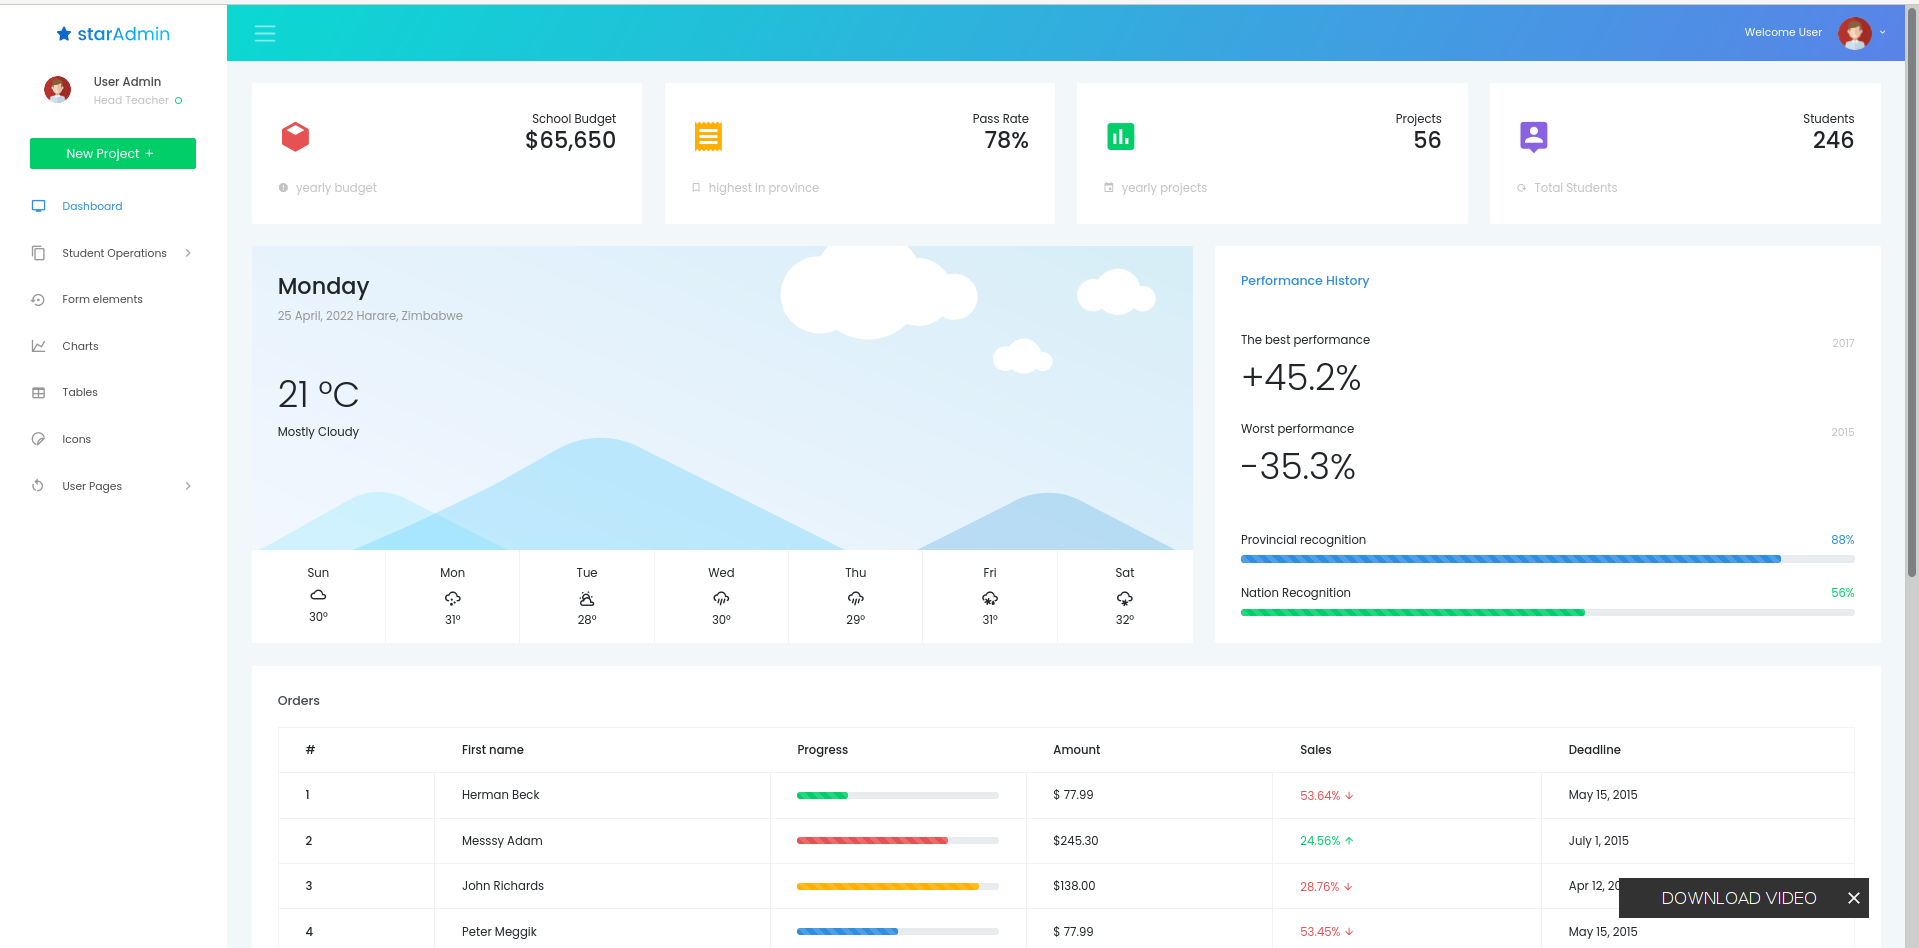 starAdmin
Welcome User
User Admin
Head Teacher
New Project +
Dashboard
Student Operations
Form elements
Charts
Tables
Icons
User Pages
School Budget
$65,650
yearly budget
Pass Rate
78%
highest in province
Projects
56
yearly projects
Students
246
Total Students
Monday
25 April, 2022 Harare, Zimbabwe
21 °C
Mostly Cloudy
Sun
30°
Mon
31°
Tue
28°
Wed
30°
Thu
29°
Fri
31°
Sat
32°
Performance History
The best performance 2017
+45.2%
Worst performance 2015
-35.3%
Provincial recognition 88%
Nation Recognition 56%
Orders
# First name Progress Amount Sales Deadline
1 Herman Beck $ 77.99 53.64% ↓ May 15, 2015
2 Messsy Adam $245.30 24.56% ↑ July 1, 2015
3 John Richards $138.00 28.76% ↓ Apr 12, 20
4 Peter Meggik $ 77.99 53.45% ↓ May 15, 2015
DOWNLOAD VIDEO